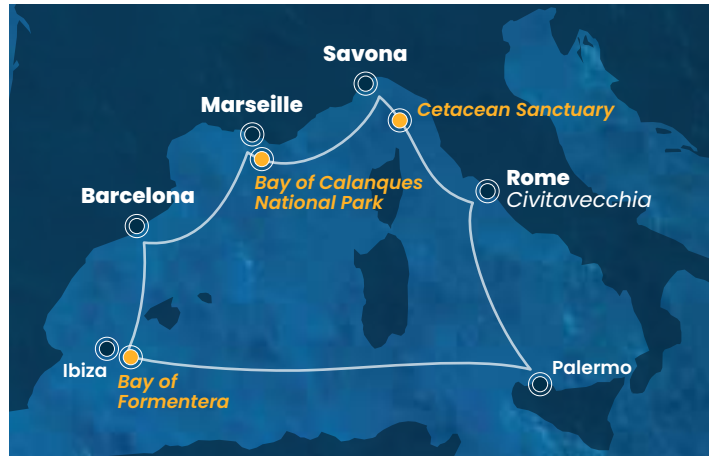 Savona
Marseille
Cetacean Sanctuary
Bay of Calanques
National Park
Rome
Civitavecchia
Barcelona
Ibiza
Bay of
Formentera
Palermo